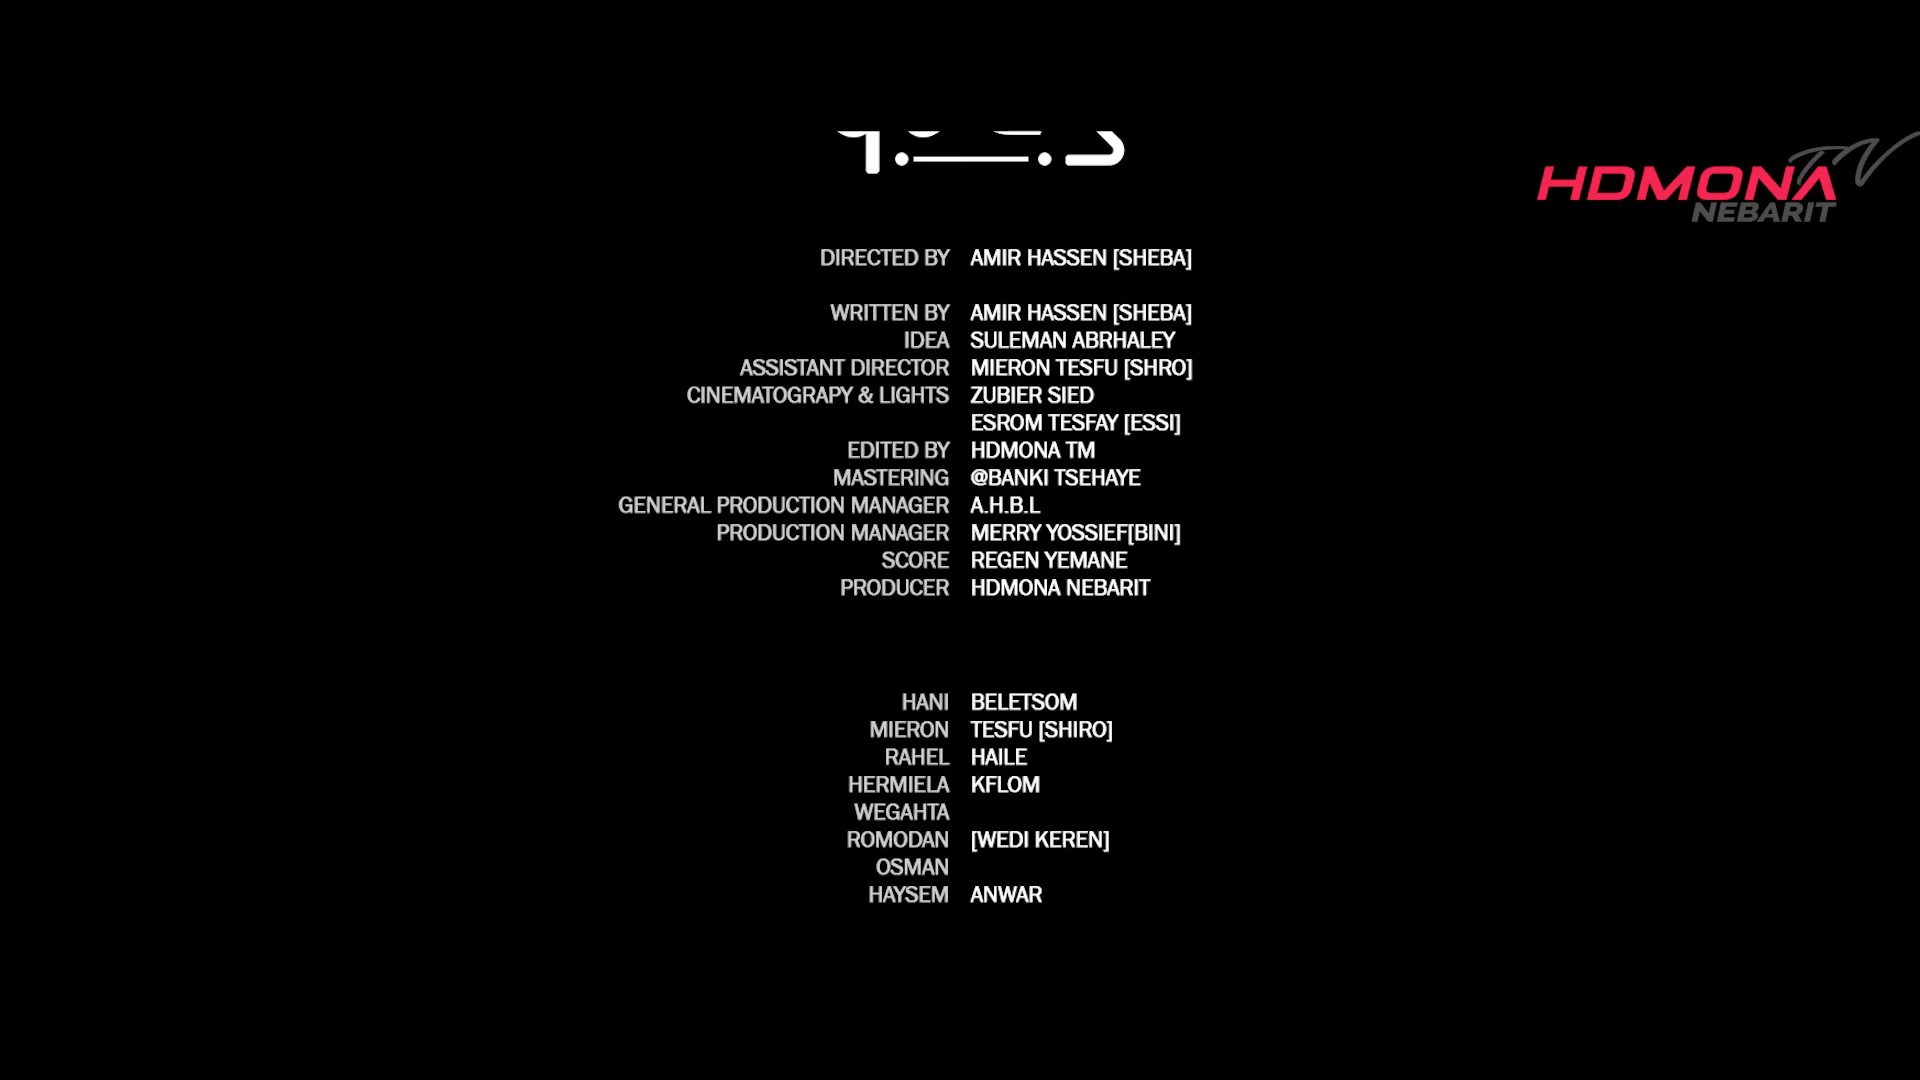 HDMONA TV
NEBARIT
DIRECTED BY AMIR HASSEN [SHEBA]
WRITTEN BY AMIR HASSEN [SHEBA]
IDEA SULEMAN ABRHALEY
ASSISTANT DIRECTOR MIERON TESFU [SHRO]
CINEMATOGRAPY & LIGHTS ZUBIER SIED
ESROM TESFAY [ESSI]
EDITED BY HDMONA TM
MASTERING @BANKI TSEHAYE
GENERAL PRODUCTION MANAGER A.H.B.L
PRODUCTION MANAGER MERRY YOSSIEF[BINI]
SCORE REGEN YEMANE
PRODUCER HDMONA NEBARIT
HANI BELETSOM
MIERON TESFU [SHIRO]
RAHEL HAILE
HERMIELA KFLOM
WEGAHTA
ROMODAN [WEDI KEREN]
OSMAN
HAYSEM ANWAR